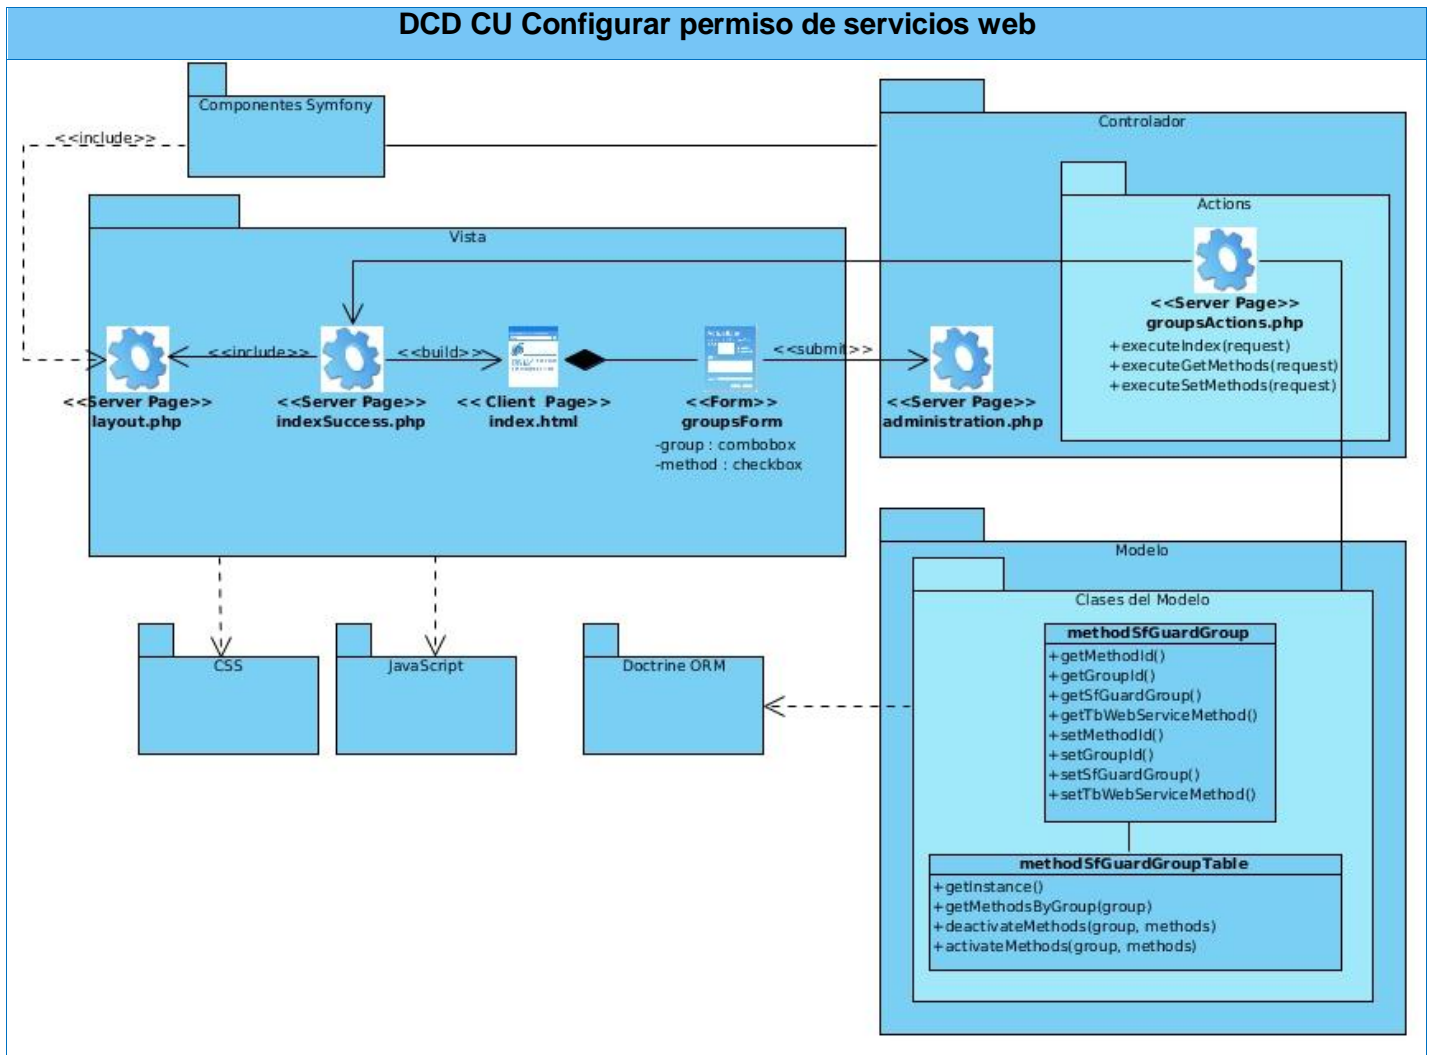 DCD CU Configurar permiso de servicios web
Componentes Symfony
<<include>>
Controlador
Actions
<<Server Page>>
groupsActions.php
+executeIndex(request)
+executeGetMethods(request)
+executeSetMethods(request)
Vista
<<include>>
<<build>>
<<submit>>
<<Server Page>>
layout.php
<<Server Page>>
indexSuccess.php
<< Client Page>>
index.html
<<Form>>
groupsForm
-group : combobox
-method : checkbox
<<Server Page>>
administration.php
CSS
JavaScript
Doctrine ORM
Modelo
Clases del Modelo
methodSfGuardGroup
+getMethodId()
+getGroupId()
+getSfGuardGroup()
+getTbWebServiceMethod()
+setMethodId()
+setGroupId()
+setSfGuardGroup()
+setTbWebServiceMethod()
methodSfGuardGroupTable
+getInstance()
+getMethodsByGroup(group)
+deactivateMethods(group, methods)
+activateMethods(group, methods)